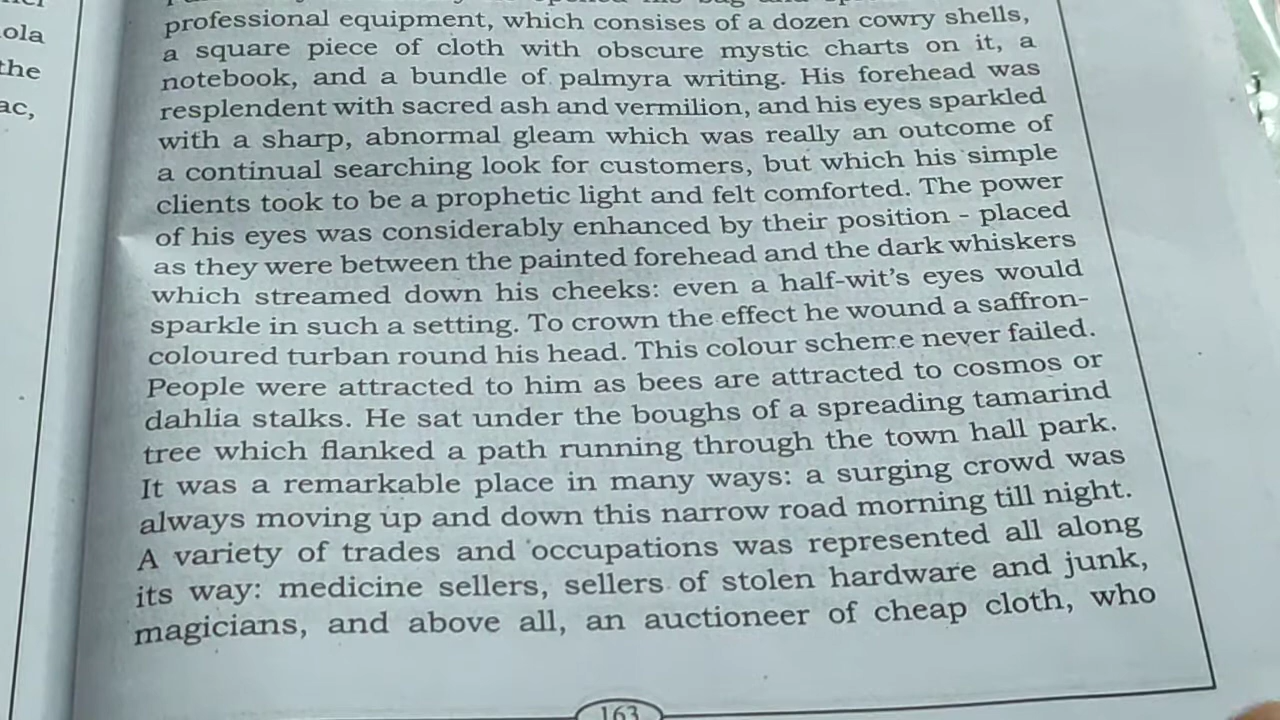 ola
the
ac,
professional equipment, which consises of a dozen cowry shells,
a square piece of cloth with obscure mystic charts on it, a
notebook, and a bundle of palmyra writing. His forehead was
resplendent with sacred ash and vermilion, and his eyes sparkled
with a sharp, abnormal gleam which was really an outcome of
a continual searching look for customers, but which his simple
clients took to be a prophetic light and felt comforted. The power
of his eyes was considerably enhanced by their position - placed
as they were between the painted forehead and the dark whiskers
which streamed down his cheeks: even a half-wit's eyes would
sparkle in such a setting. To crown the effect he wound a saffron-
coloured turban round his head. This colour scheme never failed.
People were attracted to him as bees are attracted to cosmos or
dahlia stalks. He sat under the boughs of a spreading tamarind
tree which flanked a path running through the town hall park.
It was a remarkable place in many ways: a surging crowd was
always moving up and down this narrow road morning till night.
A variety of trades and occupations was represented all along
its way: medicine sellers, sellers of stolen hardware and junk,
magicians, and above all, an auctioneer of cheap cloth, who
163